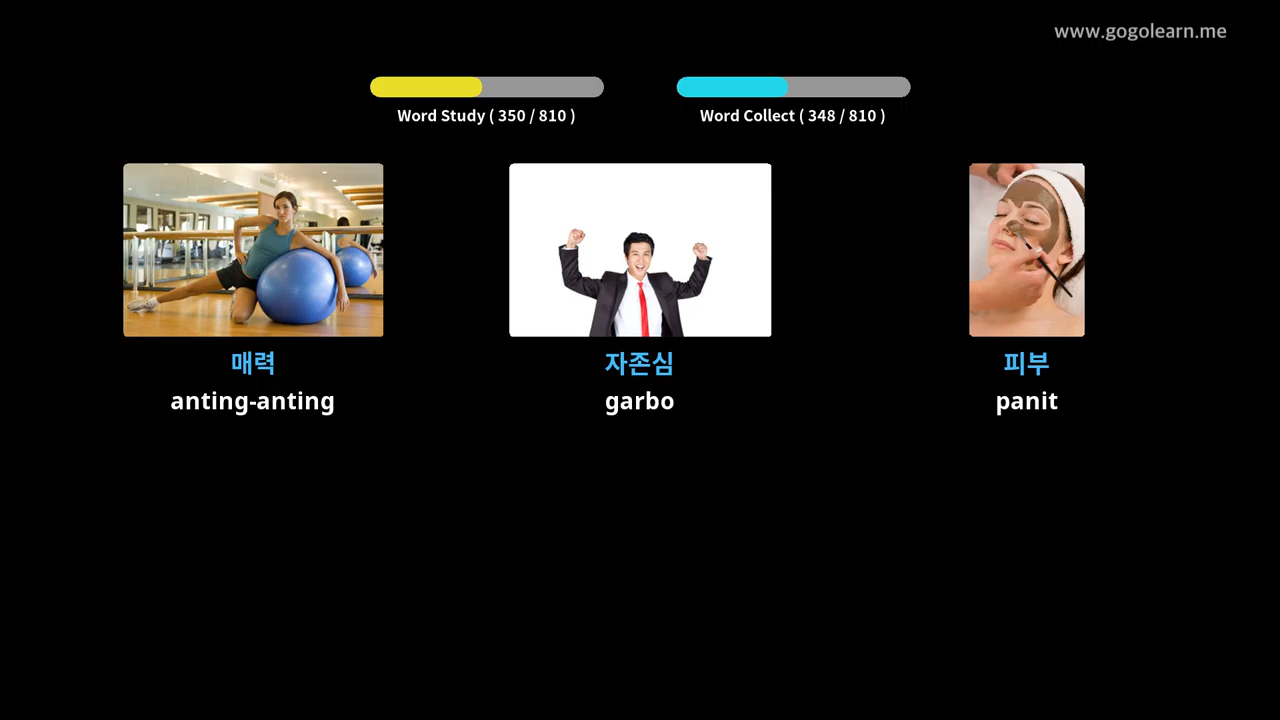 www.gogolearn.me
Word Study ( 350 / 810 )
Word Collect ( 348 / 810 )
매력
자존심
피부
anting-anting
garbo
panit